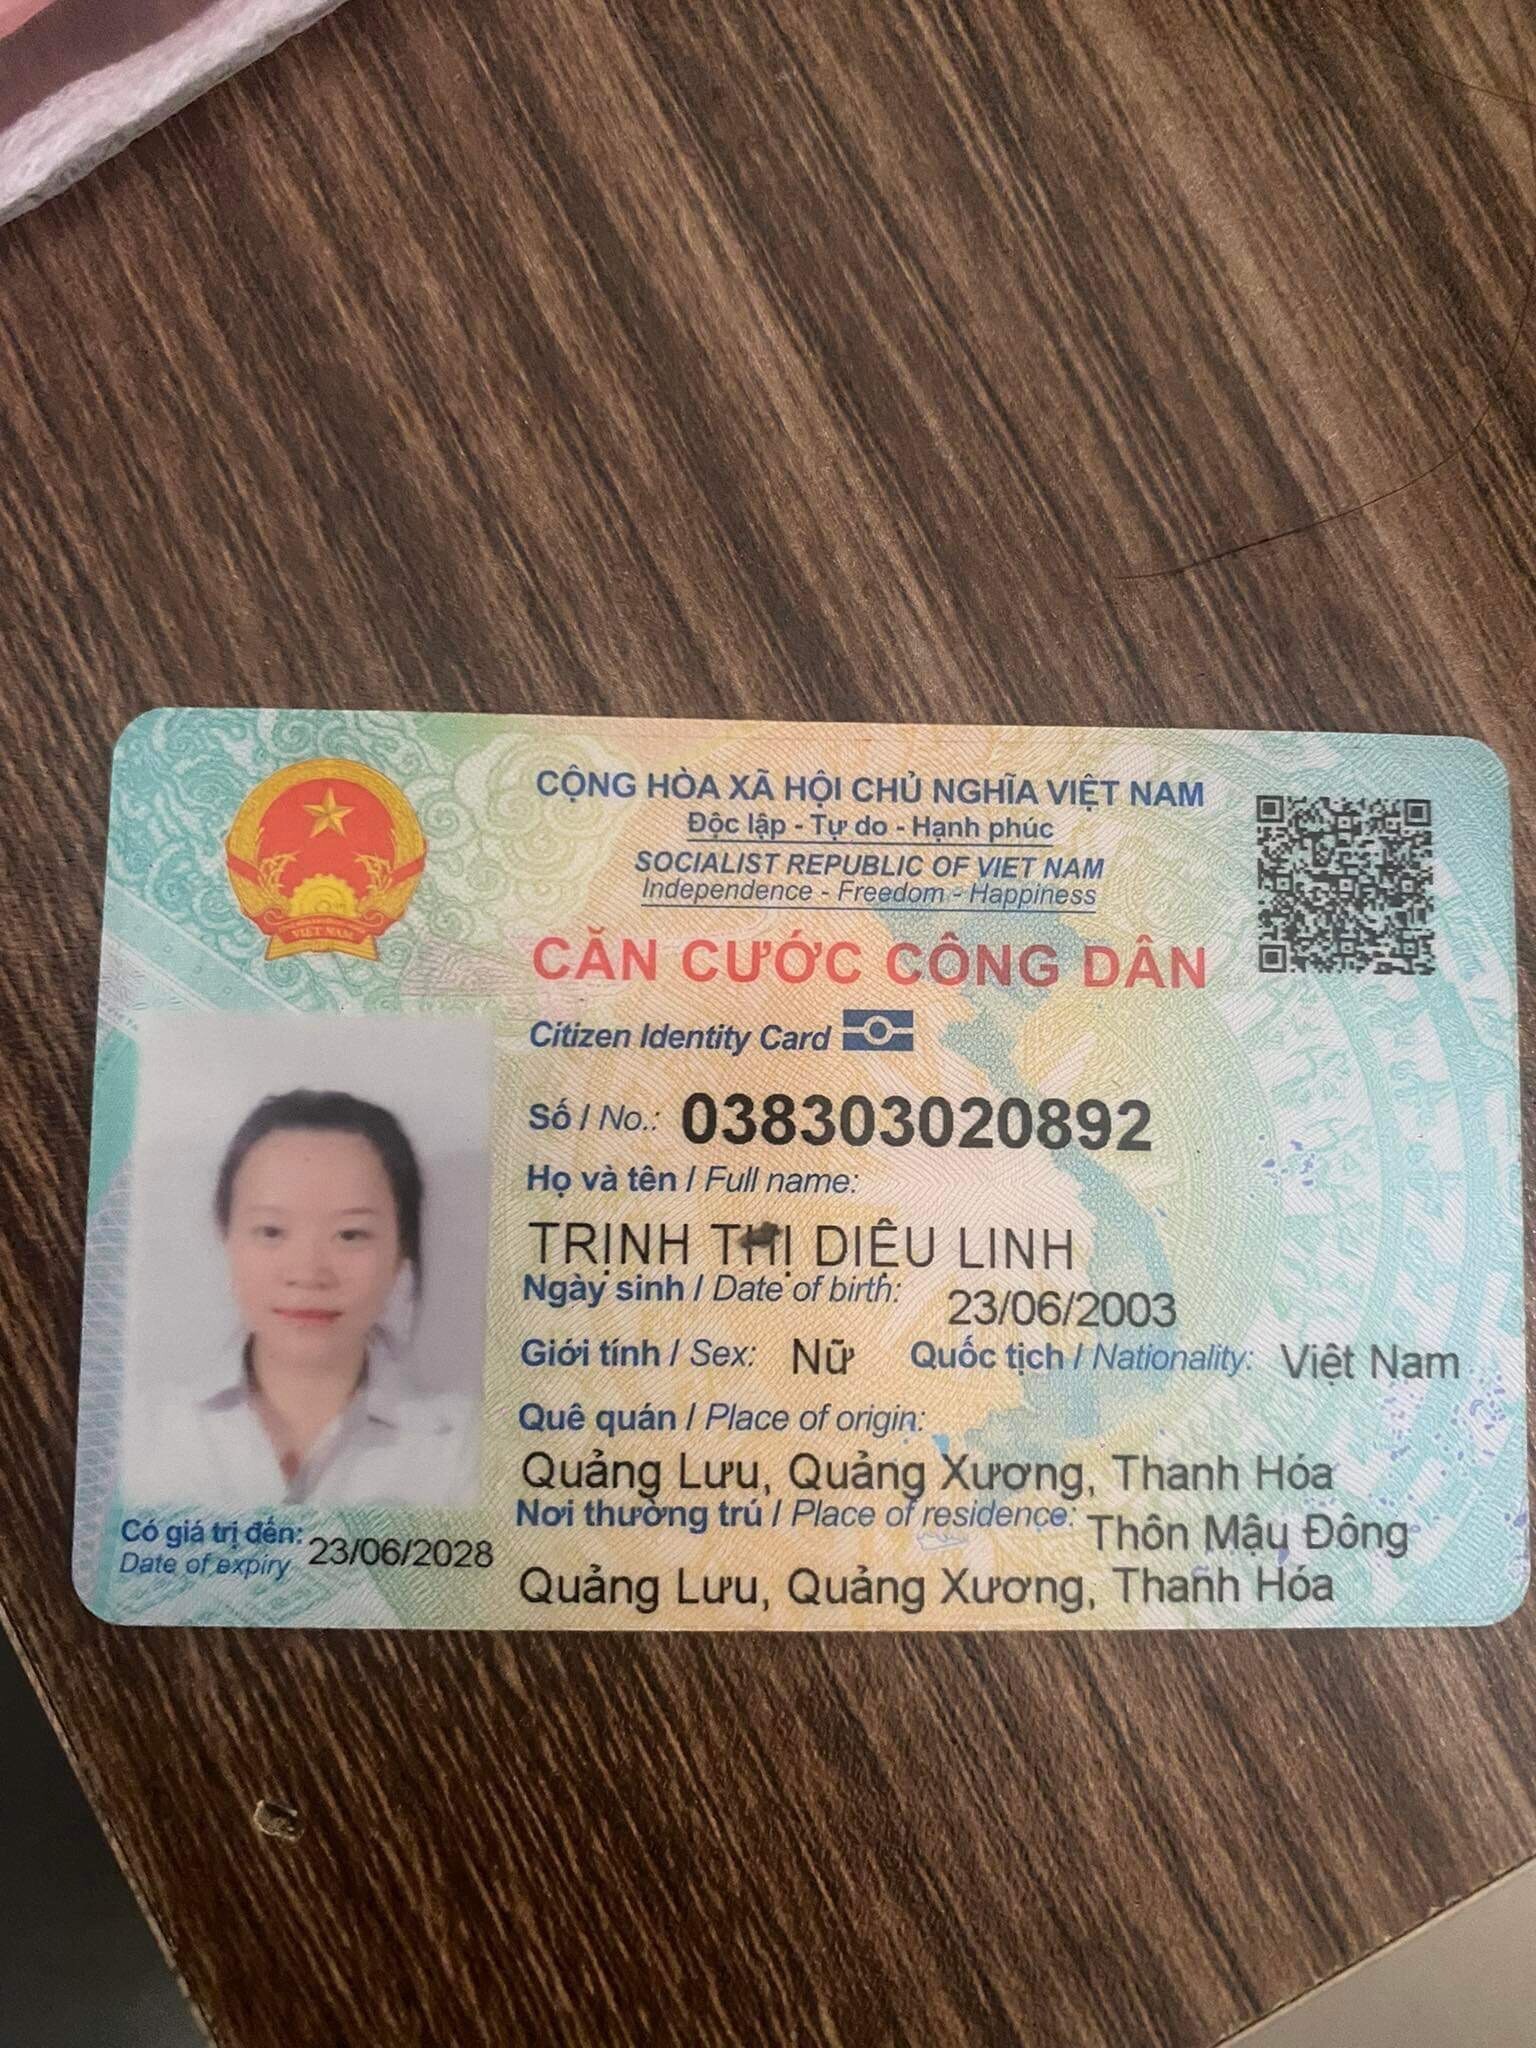 CỘNG HÒA XÃ HỘI CHỦ NGHĨA VIỆT NAM
Độc lập - Tự do - Hạnh phúc
SOCIALIST REPUBLIC OF VIET NAM
Independence - Freedom - Happiness
VIỆT NAM
CĂN CƯỚC CÔNG DÂN
Citizen Identity Card
Số / No.: 038303020892
Họ và tên / Full name:
TRỊNH THỊ DIỆU LINH
Ngày sinh / Date of birth: 23/06/2003
Giới tính / Sex: Nữ Quốc tịch / Nationality: Việt Nam
Quê quán / Place of origin:
Quảng Lưu, Quảng Xương, Thanh Hóa
Nơi thường trú / Place of residence: Thôn Mậu Đông
Quảng Lưu, Quảng Xương, Thanh Hóa
Có giá trị đến: 23/06/2028
Date of expiry